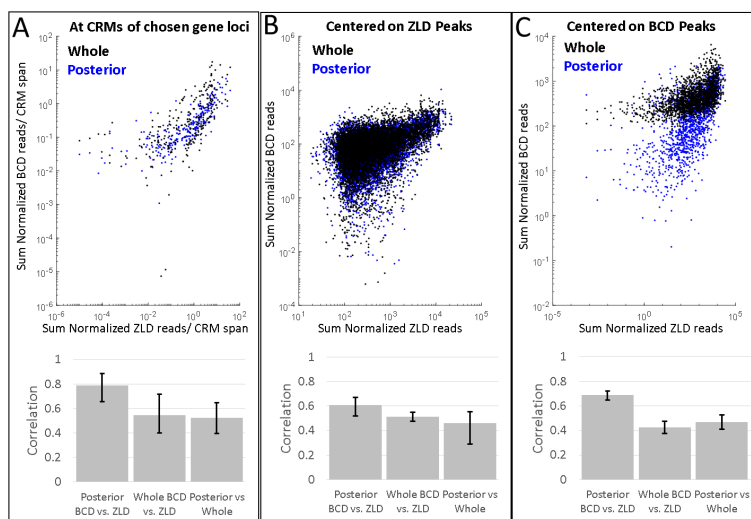 A
At CRMs of chosen gene loci
Whole
Posterior
Sum Normalized BCD reads/ CRM span
10^2
10^1
10^0
10^-1
10^-2
10^-3
10^-4
10^-5
10^-6
10^-6
10^-4
10^-2
10^0
10^2
Sum Normalized ZLD reads/ CRM span
Correlation
1
0.8
0.6
0.4
0.2
0
Posterior BCD vs. ZLD
Whole BCD vs. ZLD
Posterior vs Whole
B
Centered on ZLD Peaks
Whole
Posterior
Sum Normalized BCD reads
10^6
10^4
10^2
10^0
10^-2
10^-4
10^1
10^2
10^3
10^4
10^5
Sum Normalized ZLD reads
1
0.8
0.6
0.4
0.2
0
Posterior BCD vs. ZLD
Whole BCD vs. ZLD
Posterior vs Whole
C
Centered on BCD Peaks
Whole
Posterior
Sum Normalized BCD reads
10^4
10^3
10^2
10^1
10^0
10^-1
10^-2
10^-5
10^0
10^5
Sum Normalized ZLD reads
1
0.8
0.6
0.4
0.2
0
Posterior BCD vs. ZLD
Whole BCD vs. ZLD
Posterior vs Whole